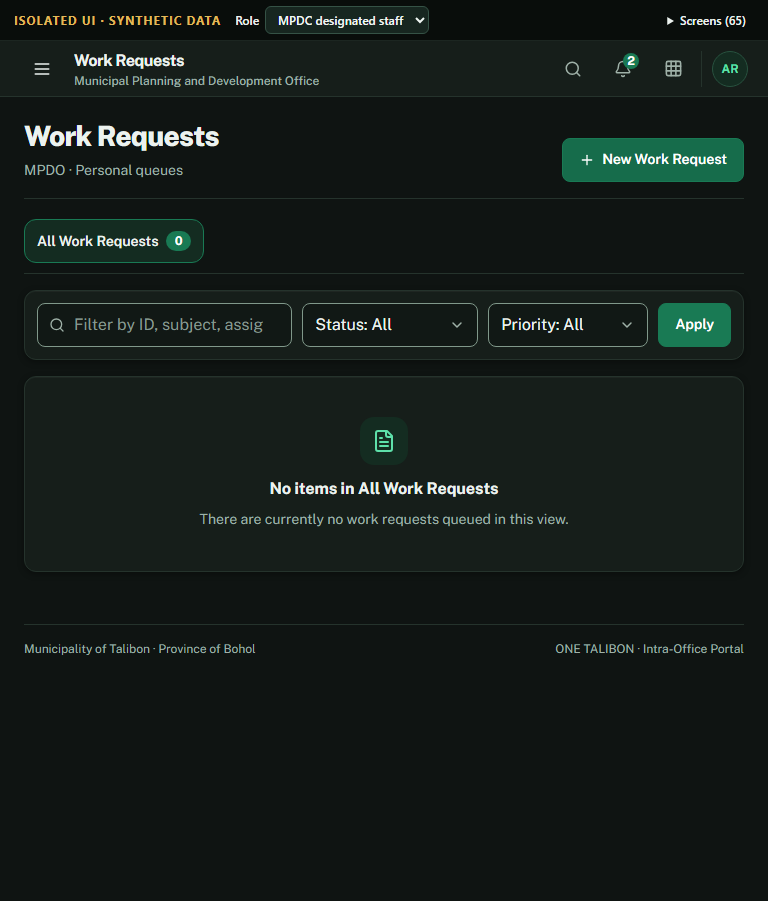 ISOLATED UI · SYNTHETIC DATA Role MPDC designated staff Screens (65)
Work Requests
Municipal Planning and Development Office
2
AR
Work Requests
MPDO · Personal queues
New Work Request
All Work Requests 0
Filter by ID, subject, assig
Status: All
Priority: All
Apply
No items in All Work Requests
There are currently no work requests queued in this view.
Municipality of Talibon · Province of Bohol
ONE TALIBON · Intra-Office Portal